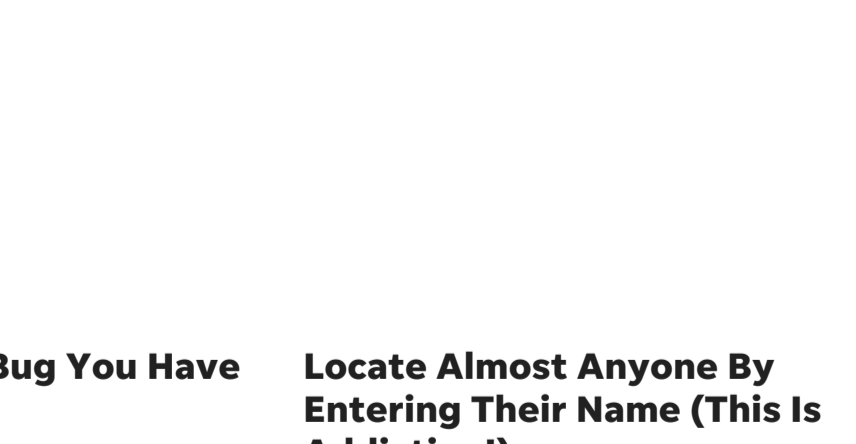 Bug You Have
Locate Almost Anyone By
Entering Their Name (This Is